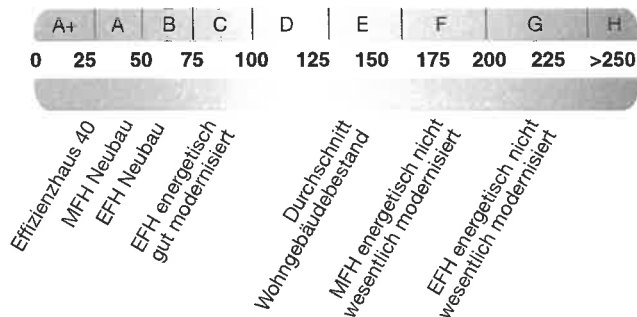 A+ A B C D E F G H
0 25 50 75 100 125 150 175 200 225 >250
Effizienzhaus 40
MFH Neubau
EFH Neubau
EFH energetisch
gut modernisiert
Durchschnitt
Wohngebäudebestand
MFH energetisch nicht
wesentlich modernisiert
EFH energetisch nicht
wesentlich modernisiert